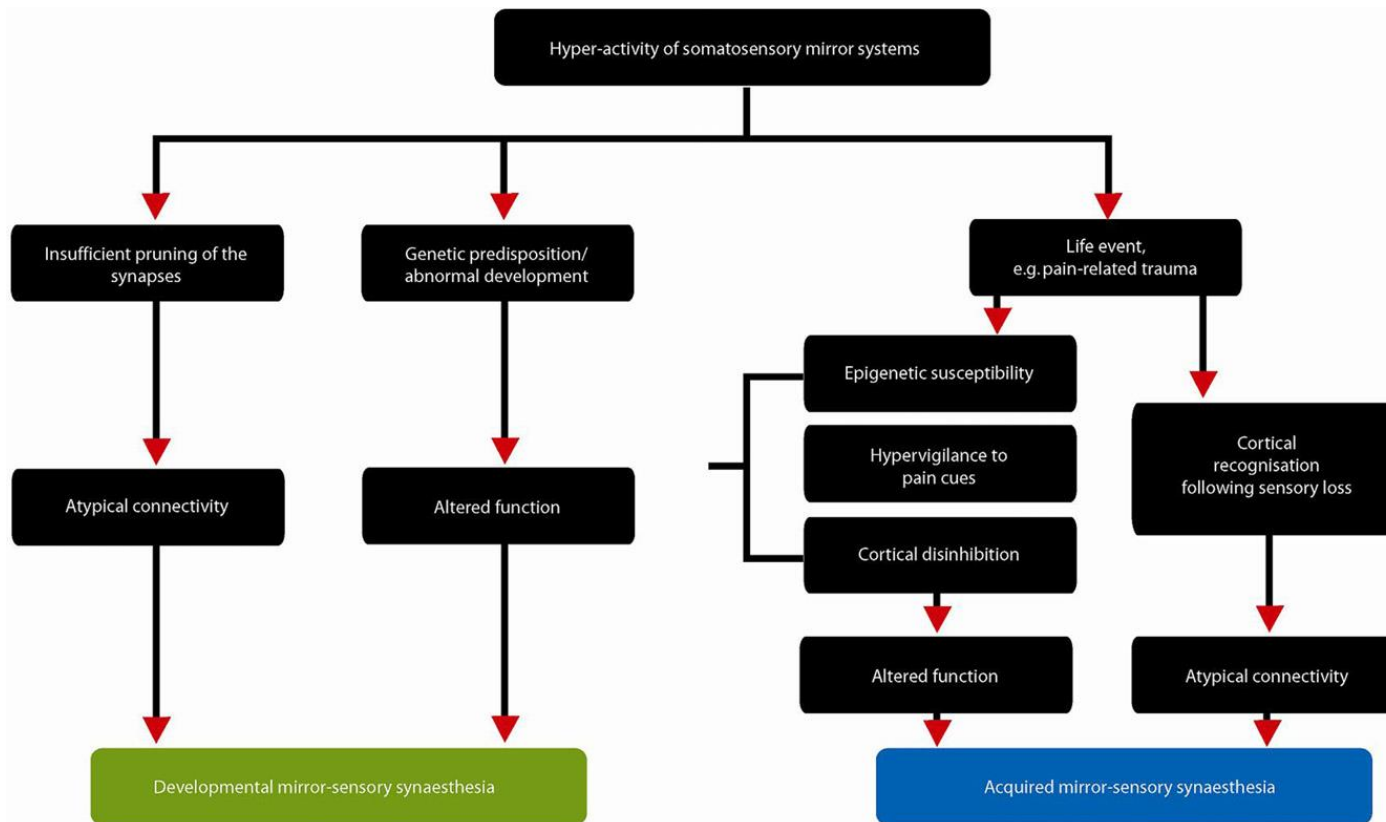 Hyper-activity of somatosensory mirror systems
Insufficient pruning of the
synapses
Genetic predisposition/
abnormal development
Life event,
e.g. pain-related trauma
Epigenetic susceptibility
Hypervigilance to
pain cues
Cortical
recognisation
following sensory loss
Atypical connectivity
Altered function
Cortical disinhibition
Altered function
Atypical connectivity
Developmental mirror-sensory synaesthesia
Acquired mirror-sensory synaesthesia